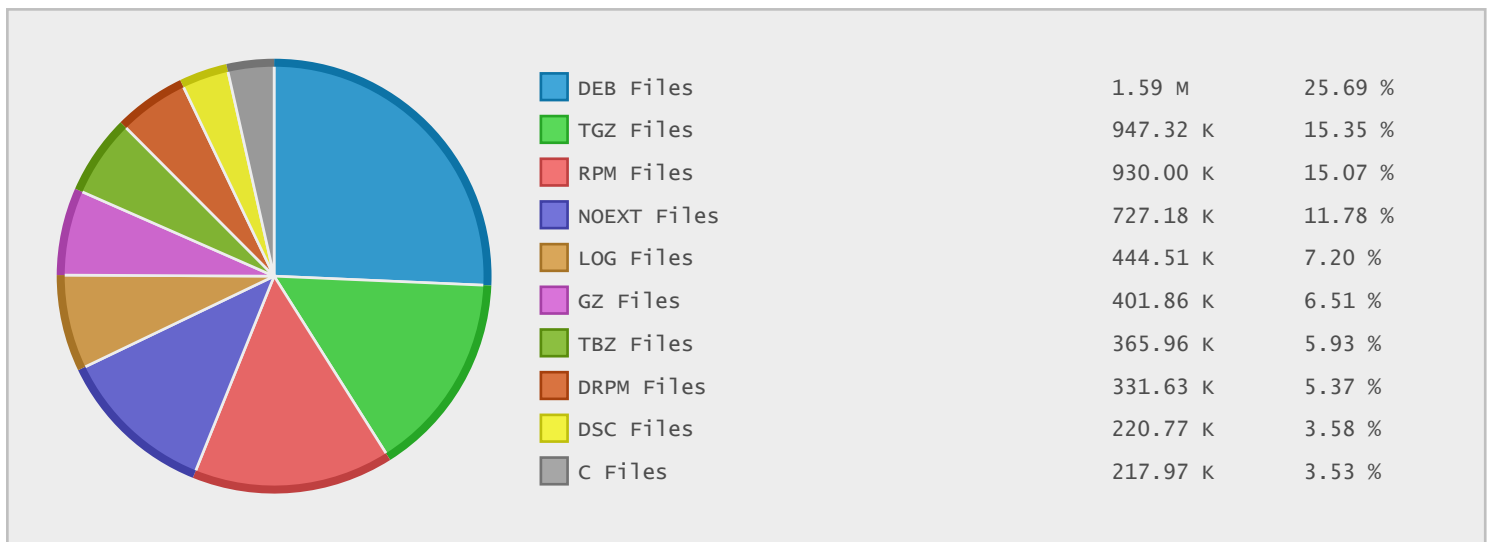 DEB Files 1.59 M 25.69 %
TGZ Files 947.32 K 15.35 %
RPM Files 930.00 K 15.07 %
NOEXT Files 727.18 K 11.78 %
LOG Files 444.51 K 7.20 %
GZ Files 401.86 K 6.51 %
TBZ Files 365.96 K 5.93 %
DRPM Files 331.63 K 5.37 %
DSC Files 220.77 K 3.58 %
C Files 217.97 K 3.53 %